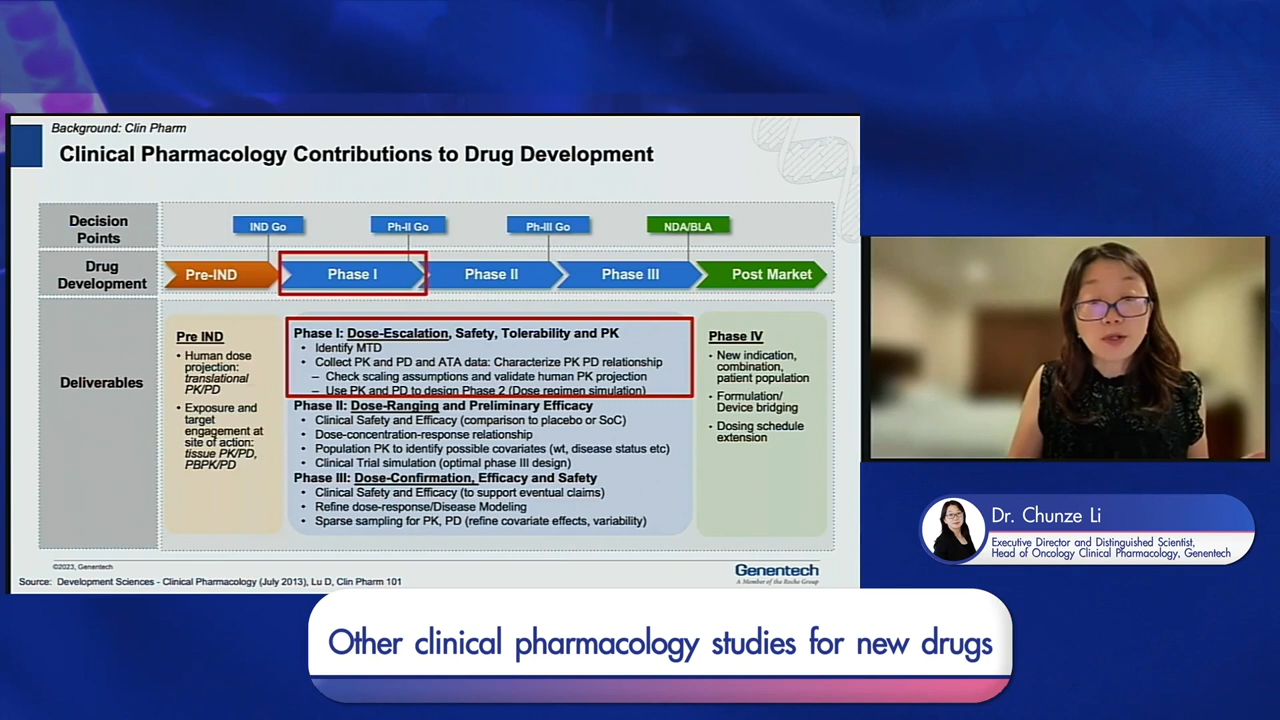 Background: Clin Pharm
Clinical Pharmacology Contributions to Drug Development
Decision
Points
IND Go
Ph-II Go
Ph-III Go
NDA/BLA
Drug
Development
Pre-IND
Phase I
Phase II
Phase III
Post Market
Deliverables
Pre IND
• Human dose
projection:
translational
PK/PD
• Exposure and
target
engagement at
site of action:
tissue PK/PD,
PBPK/PD
Phase I: Dose-Escalation, Safety, Tolerability and PK
• Identify MTD
• Collect PK and PD and ATA data: Characterize PK PD relationship
– Check scaling assumptions and validate human PK projection
– Use PK and PD to design Phase 2 (Dose regimen simulation)
Phase II: Dose-Ranging and Preliminary Efficacy
• Clinical Safety and Efficacy (comparison to placebo or SoC)
• Dose-concentration-response relationship
• Population PK to identify possible covariates (wt, disease status etc)
• Clinical Trial simulation (optimal phase III design)
Phase III: Dose-Confirmation, Efficacy and Safety
• Clinical Safety and Efficacy (to support eventual claims)
• Refine dose-response/Disease Modeling
• Sparse sampling for PK, PD (refine covariate effects, variability)
Phase IV
• New indication,
combination,
patient population
• Formulation/
Device bridging
• Dosing schedule
extension
©2023, Genentech
Source: Development Sciences - Clinical Pharmacology (July 2013), Lu D, Clin Pharm 101
Genentech
A Member of the Roche Group
Dr. Chunze Li
Executive Director and Distinguished Scientist,
Head of Oncology Clinical Pharmacology, Genentech
Other clinical pharmacology studies for new drugs